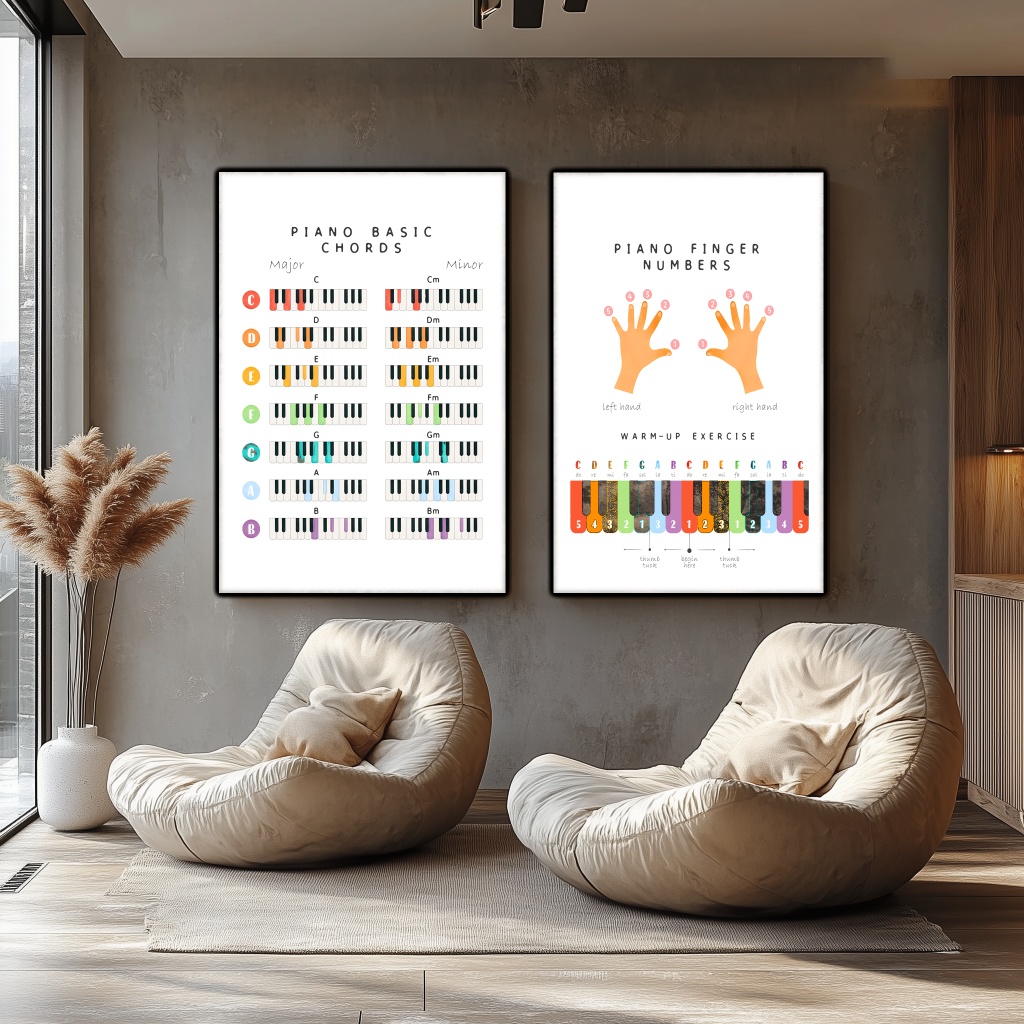 PIANO BASIC
CHORDS
Major Minor
C Cm
C
D Dm
D
E Em
E
F Fm
F
G Gm
G
A Am
A
B Bm
B
PIANO FINGER
NUMBERS
5 4 3 2 1
1 2 3 4 5
left hand right hand
WARM-UP EXERCISE
C D E F G A B C D E F G A B C
do re mi fa sol la ti do re mi fa sol la ti do
5 4 3 2 1 3 2 1 2 3 1 2 3 4 5
thumb tuck
begin here
thumb tuck